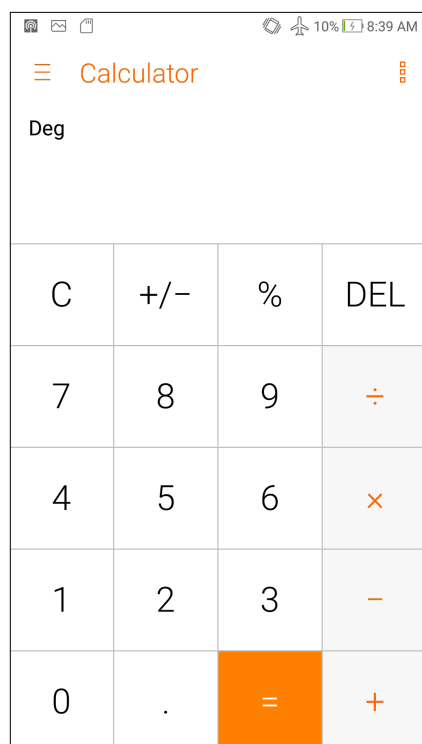 10% 8:39 AM
Calculator
Deg
C +/− % DEL
7 8 9 ÷
4 5 6 ×
1 2 3 −
0 . = +